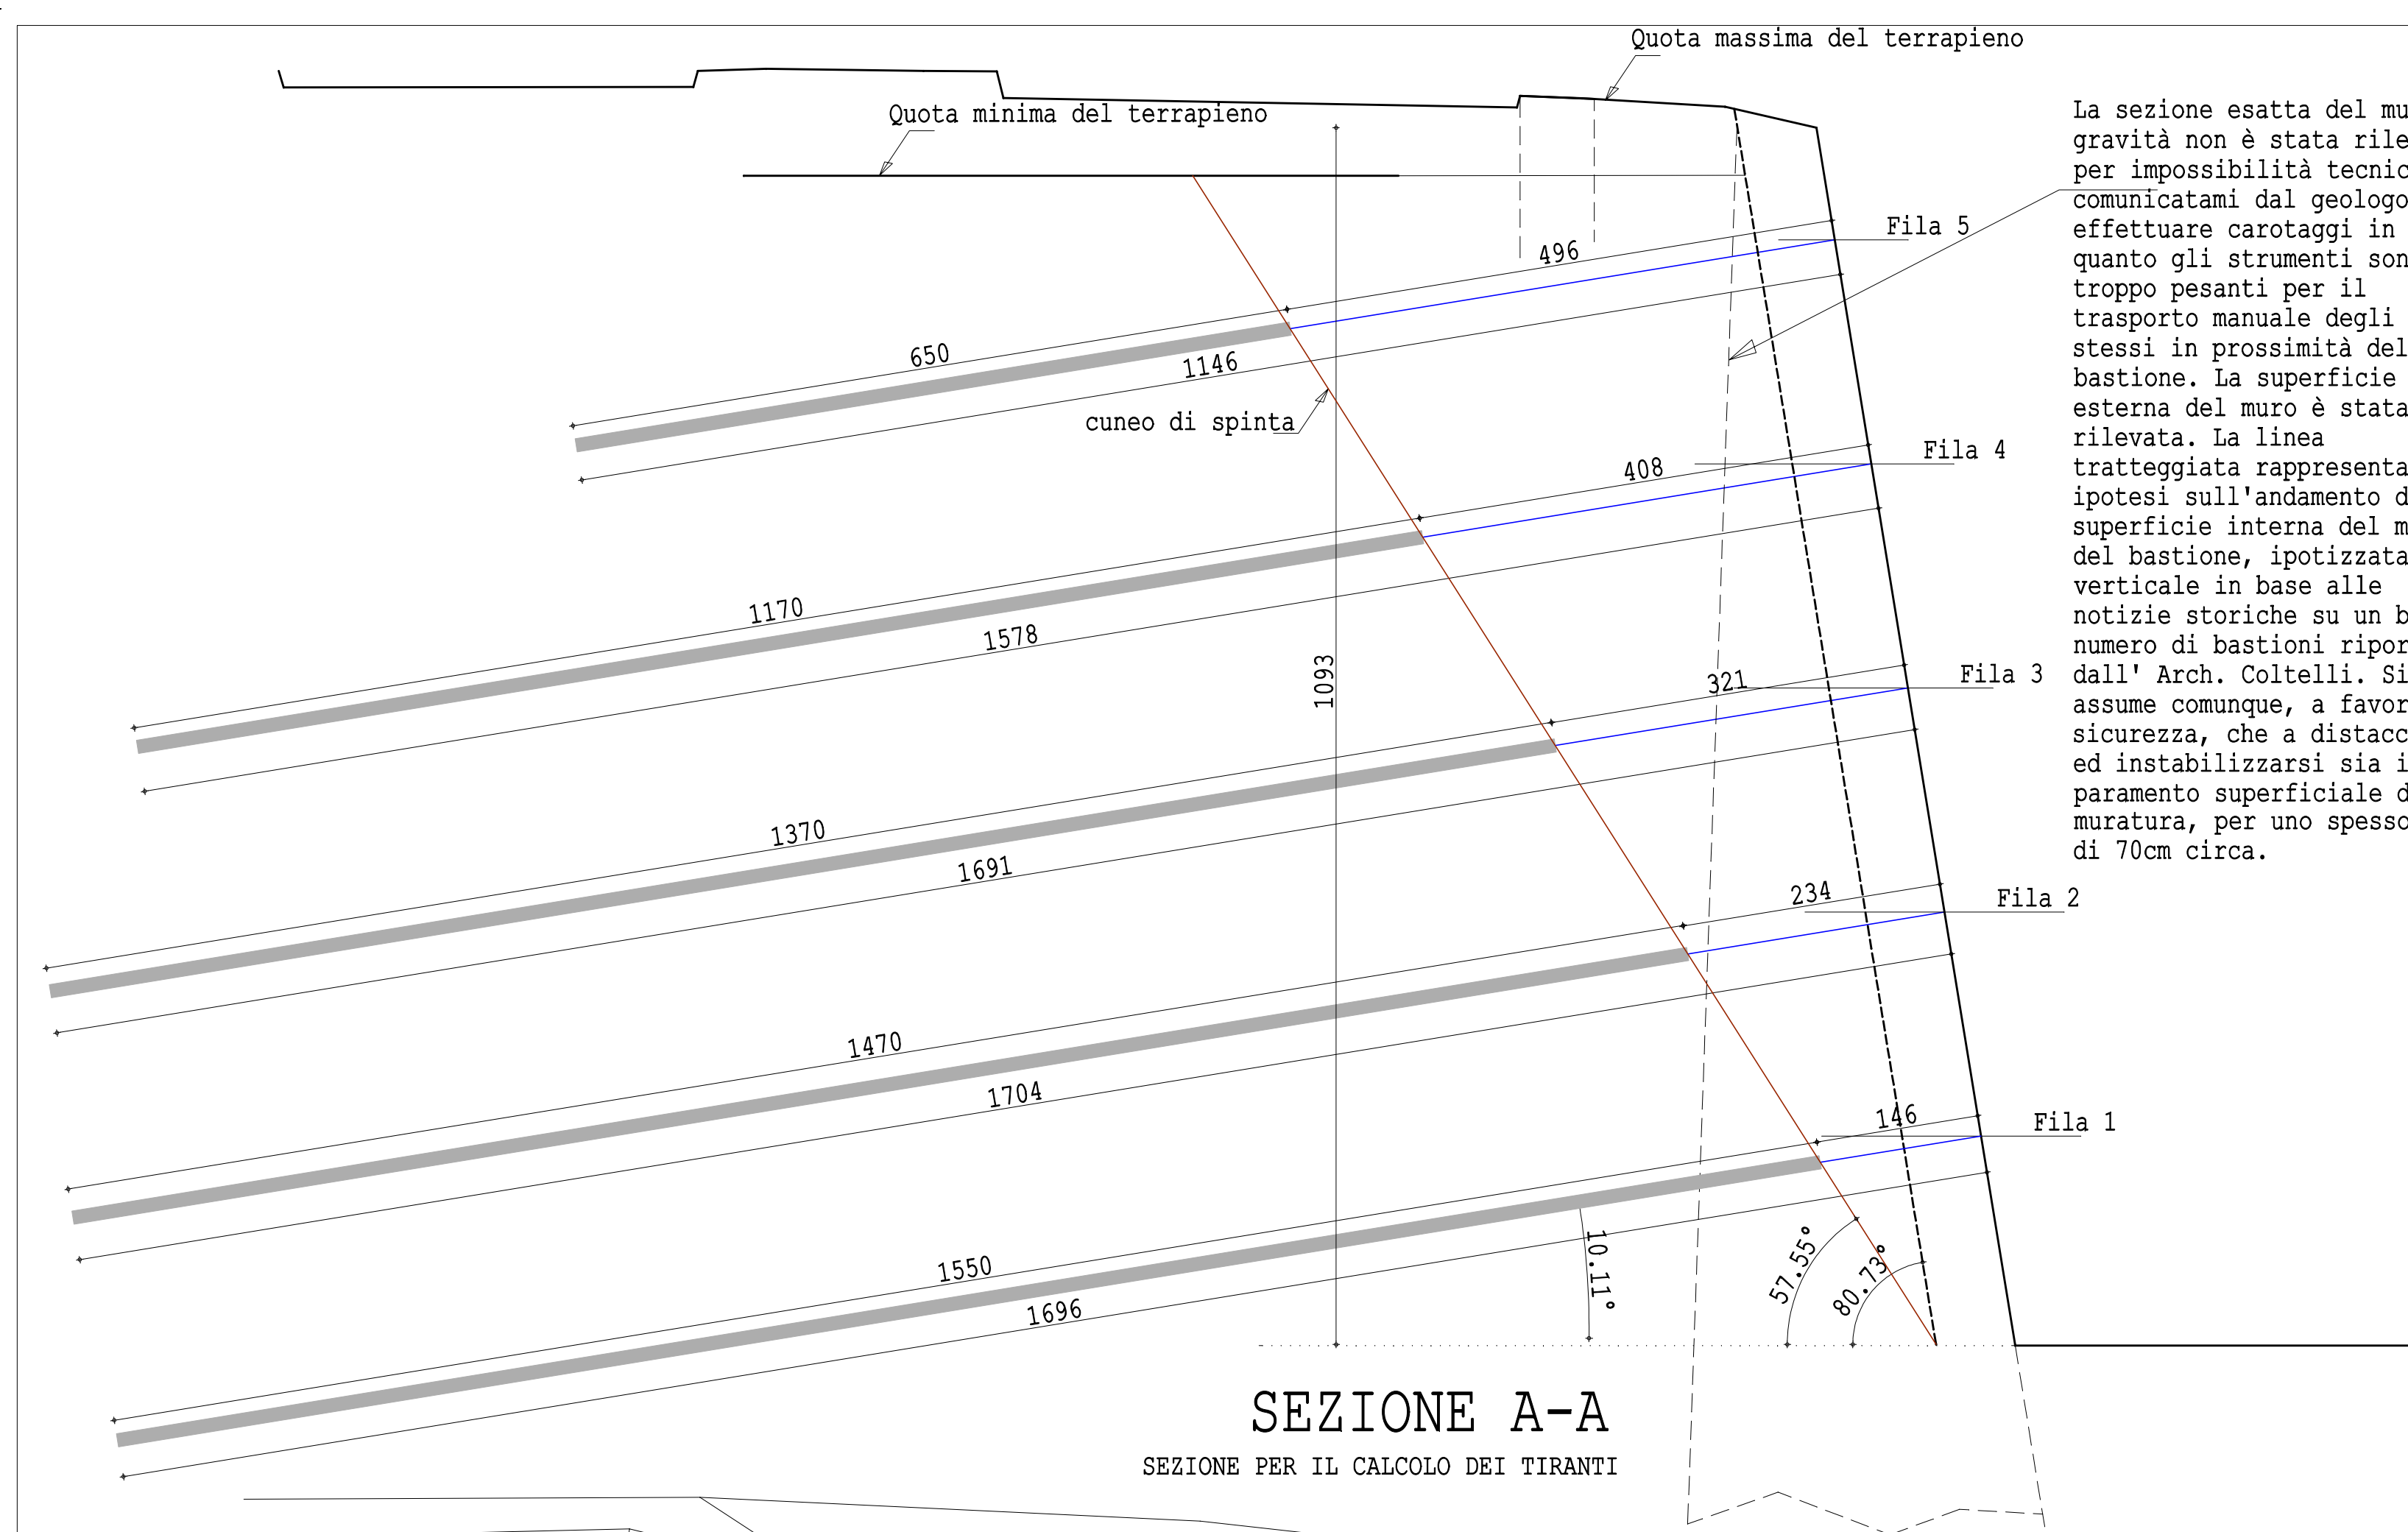 Quota massima del terrapieno
Quota minima del terrapieno
La sezione esatta del mu
gravità non è stata rile
per impossibilità tecnic
comunicatami dal geologo
effettuare carotaggi in
quanto gli strumenti son
troppo pesanti per il
trasporto manuale degli
stessi in prossimità del
bastione. La superficie
esterna del muro è stata
rilevata. La linea
tratteggiata rappresenta
ipotesi sull'andamento d
superficie interna del m
del bastione, ipotizzata
verticale in base alle
notizie storiche su un b
numero di bastioni ripor
dall' Arch. Coltelli. Si
assume comunque, a favor
sicurezza, che a distacc
ed instabilizzarsi sia i
paramento superficiale d
muratura, per uno spesso
di 70cm circa.
Fila 5
496
650
1146
cuneo di spinta
Fila 4
408
1170
1578
1093
Fila 3
321
1370
1691
Fila 2
234
1470
1704
Fila 1
146
1550
1696
10.11°
57.55°
80.73°
SEZIONE A-A
SEZIONE PER IL CALCOLO DEI TIRANTI